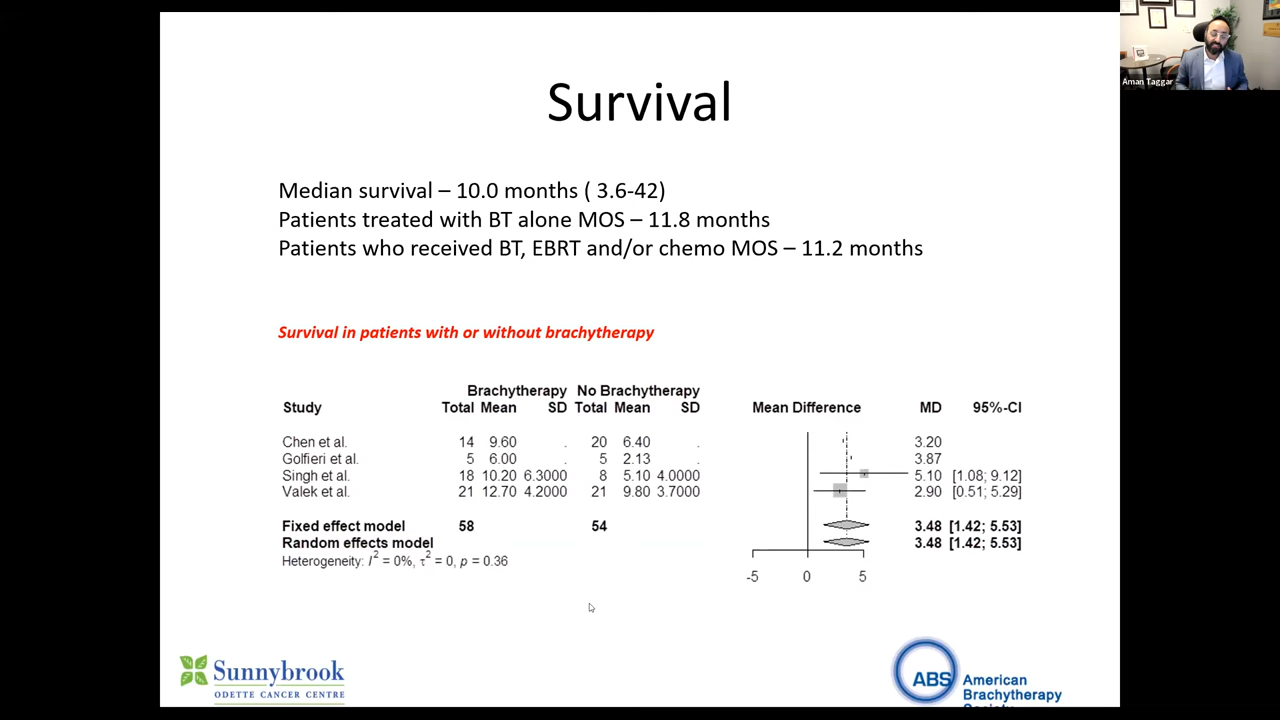 Survival
Aman Taggar
Median survival – 10.0 months ( 3.6-42)
Patients treated with BT alone MOS – 11.8 months
Patients who received BT, EBRT and/or chemo MOS – 11.2 months
Survival in patients with or without brachytherapy
Brachytherapy No Brachytherapy
Study Total Mean SD Total Mean SD Mean Difference MD 95%-CI
Chen et al. 14 9.60 . 20 6.40 . 3.20
Golfieri et al. 5 6.00 . 5 2.13 . 3.87
Singh et al. 18 10.20 6.3000 8 5.10 4.0000 5.10 [1.08; 9.12]
Valek et al. 21 12.70 4.2000 21 9.80 3.7000 2.90 [0.51; 5.29]
Fixed effect model 58 54 3.48 [1.42; 5.53]
Random effects model 3.48 [1.42; 5.53]
Heterogeneity: I² = 0%, τ² = 0, p = 0.36
-5 0 5
Sunnybrook
ODETTE CANCER CENTRE
ABS American
Brachytherapy
Society